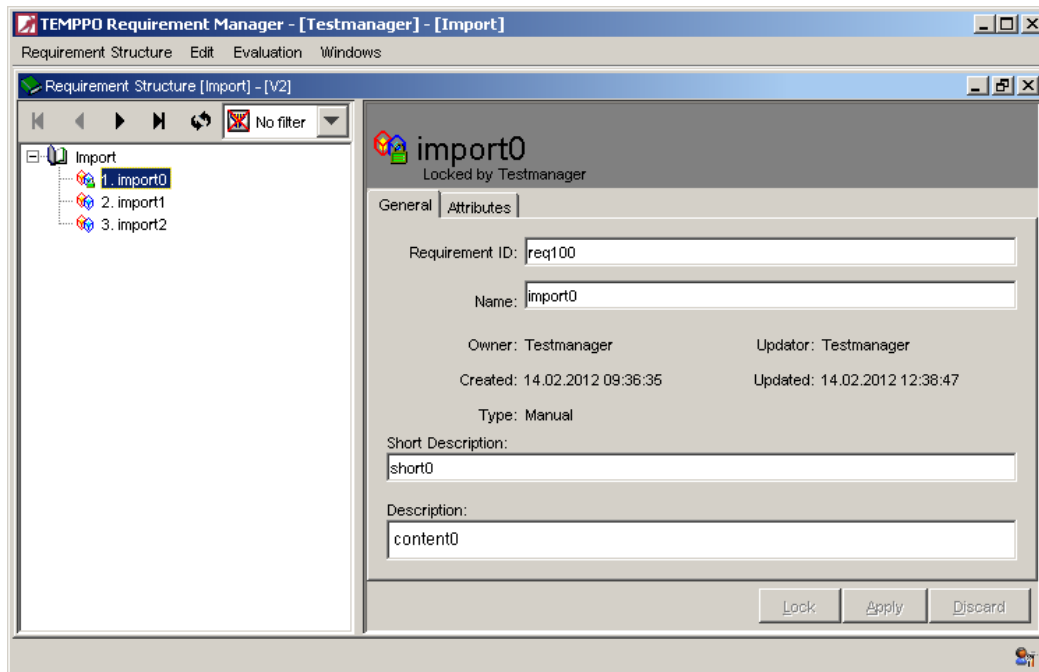 TEMPPO Requirement Manager - [Testmanager] - [Import]
Requirement Structure Edit Evaluation Windows
Requirement Structure [Import] - [V2]
No filter
Import
1. import0
2. import1
3. import2
import0
Locked by Testmanager
General Attributes
Requirement ID: req100
Name: import0
Owner: Testmanager Updator: Testmanager
Created: 14.02.2012 09:36:35 Updated: 14.02.2012 12:38:47
Type: Manual
Short Description:
short0
Description:
content0
Lock Apply Discard